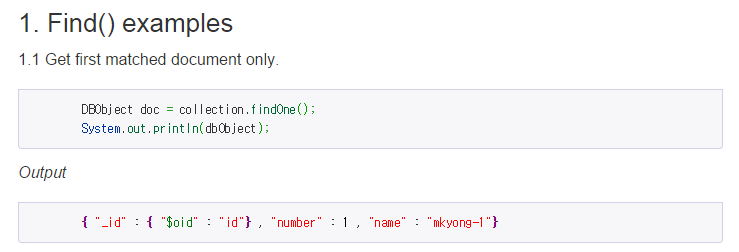 1. Find() examples
1.1 Get first matched document only.
DBObject doc = collection.findOne();
System.out.println(dbObject);
Output
{ "_id" : { "$oid" : "id"} , "number" : 1 , "name" : "mkyong-1"}